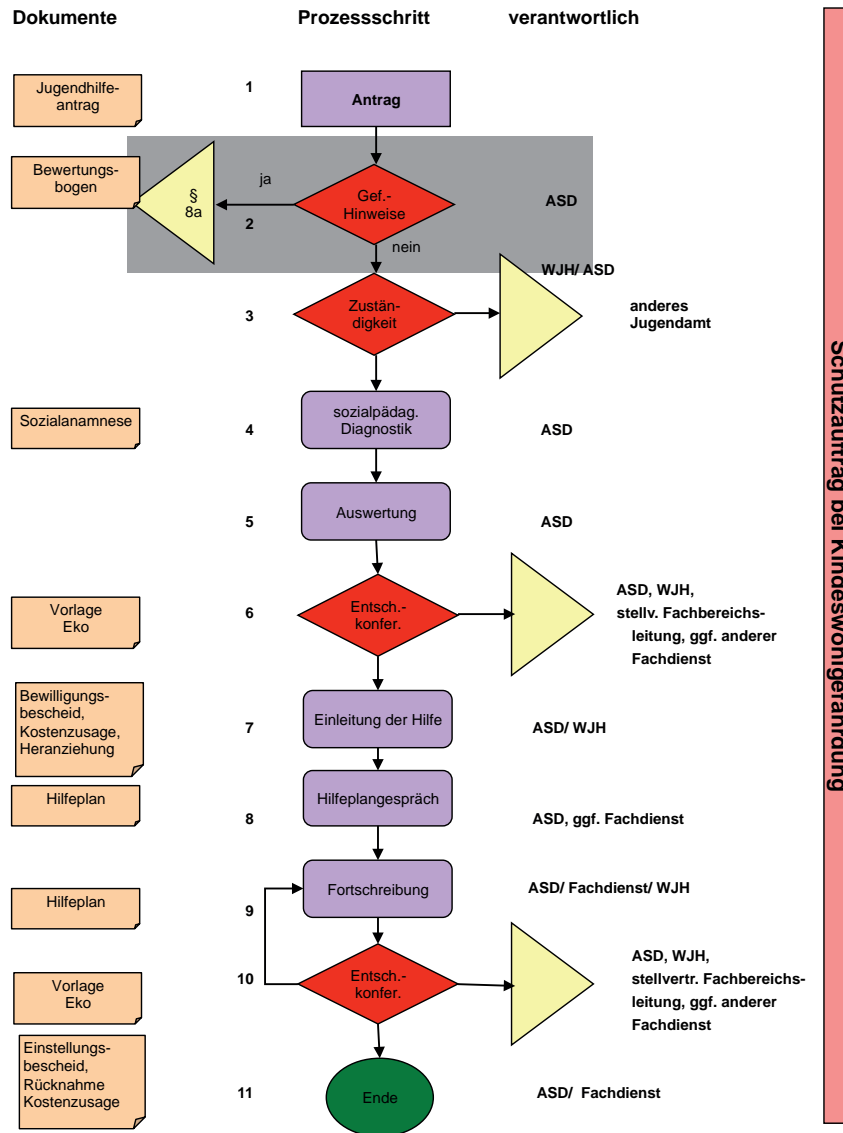 Dokumente Prozessschritt verantwortlich
Jugendhilfe-
antrag
1
Antrag
Bewertungs-
bogen
§
8a
ja
2
Gef.-
Hinweise
nein
ASD
WJH/ ASD
3
Zustän-
digkeit
anderes
Jugendamt
Sozialanamnese
4
sozialpädag.
Diagnostik
ASD
5
Auswertung
ASD
Vorlage
Eko
6
Entsch.-
konfer.
ASD, WJH,
stellv. Fachbereichs-
leitung, ggf. anderer
Fachdienst
Bewilligungs-
bescheid,
Kostenzusage,
Heranziehung
7
Einleitung der Hilfe
ASD/ WJH
Hilfeplan
8
Hilfeplangespräch
ASD, ggf. Fachdienst
Hilfeplan
9
Fortschreibung
ASD/ Fachdienst/ WJH
Vorlage
Eko
10
Entsch.-
konfer.
ASD, WJH,
stellvertr. Fachbereichs-
leitung, ggf. anderer
Fachdienst
Einstellungs-
bescheid,
Rücknahme
Kostenzusage
11
Ende
ASD/ Fachdienst
Schutzauftrag bei Kindeswohlgefährdung